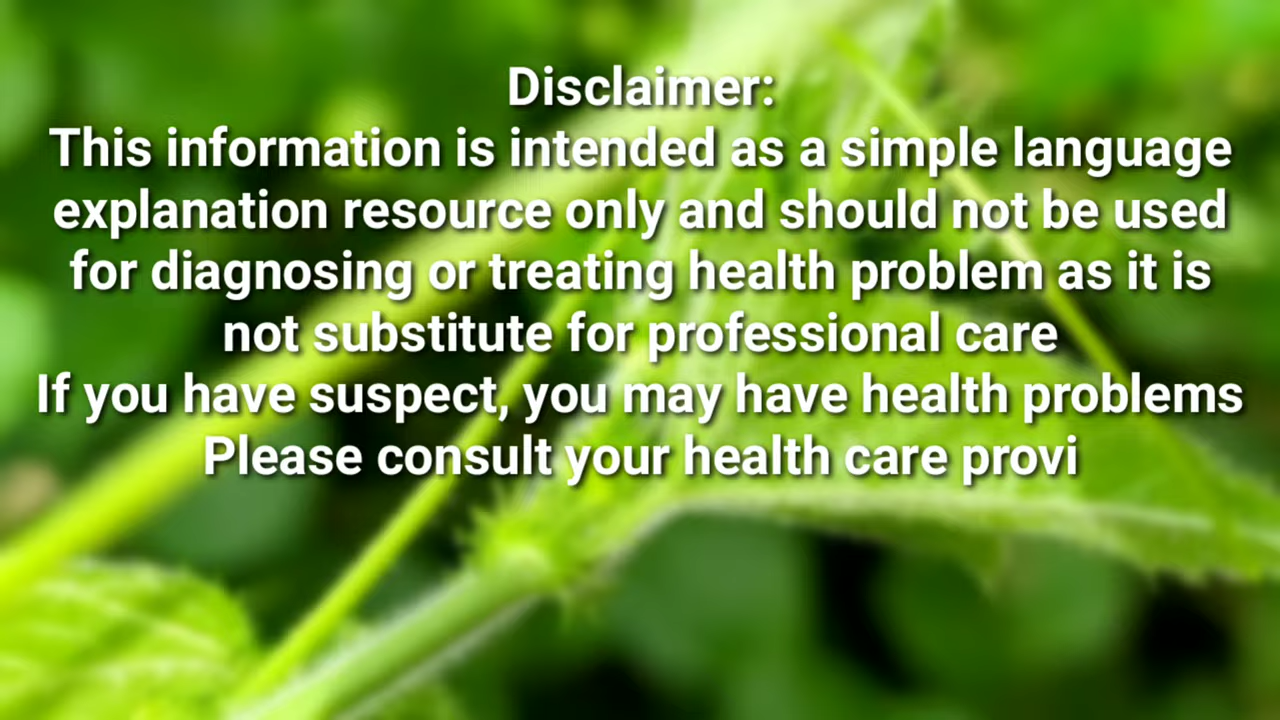 Disclaimer:
This information is intended as a simple language
explanation resource only and should not be used
for diagnosing or treating health problem as it is
not substitute for professional care
If you have suspect, you may have health problems
Please consult your health care provi